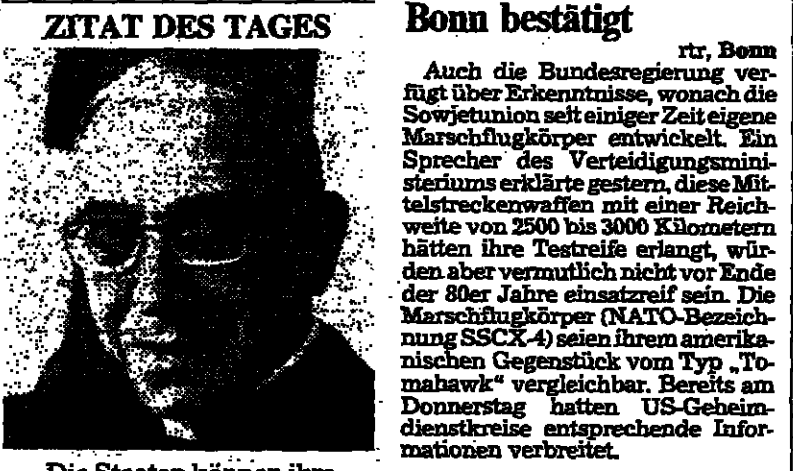 ZITAT DES TAGES
Die Staaten können ihre
Bonn bestätigt
rtr, Bonn
Auch die Bundesregierung ver-
fügt über Erkenntnisse, wonach die
Sowjetunion seit einiger Zeit eigene
Marschflugkörper entwickelt. Ein
Sprecher des Verteidigungsmini-
steriums erklärte gestern, diese Mit-
telstreckenwaffen mit einer Reich-
weite von 2500 bis 3000 Kilometern
hätten ihre Testreife erlangt, wür-
den aber vermutlich nicht vor Ende
der 80er Jahre einsatzreif sein. Die
Marschflugkörper (NATO-Bezeich-
nung SSCX-4) seien ihrem amerika-
nischen Gegenstück vom Typ „To-
mahawk“ vergleichbar. Bereits am
Donnerstag hatten US-Geheim-
dienstkreise entsprechende Infor-
mationen verbreitet.